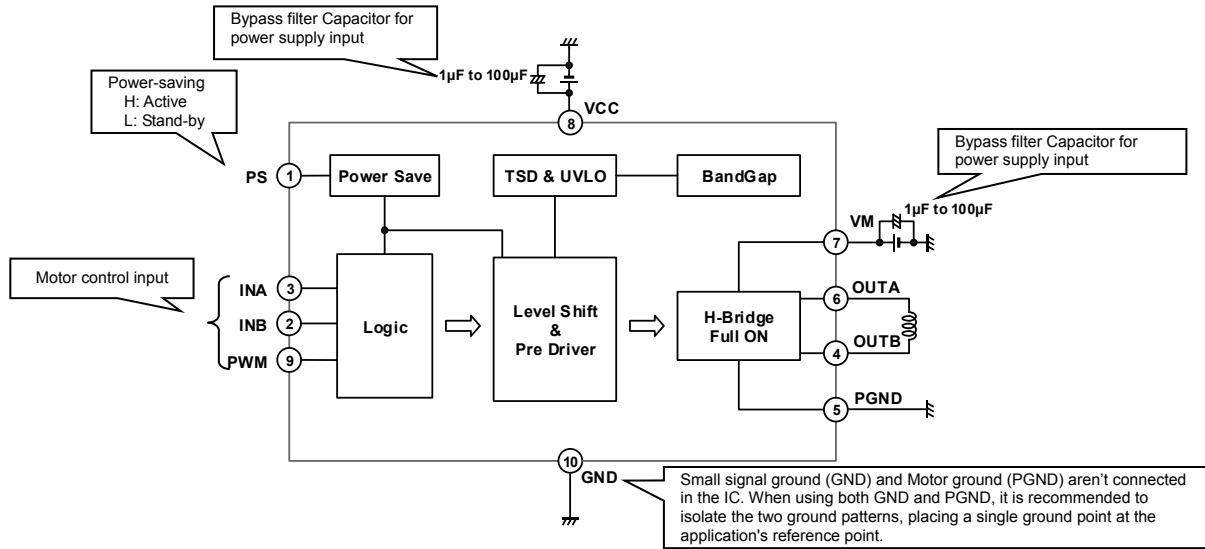 Bypass filter Capacitor for
power supply input
1µF to 100µF
Power-saving
H: Active
L: Stand-by
VCC
8
Bypass filter Capacitor for
power supply input
1µF to 100µF
PS
1
Power Save
TSD & UVLO
BandGap
VM
7
Motor control input
INA
3
INB
2
PWM
9
Logic
Level Shift
&
Pre Driver
H-Bridge
Full ON
OUTA
6
OUTB
4
PGND
5
10
GND
Small signal ground (GND) and Motor ground (PGND) aren't connected
in the IC. When using both GND and PGND, it is recommended to
isolate the two ground patterns, placing a single ground point at the
application's reference point.